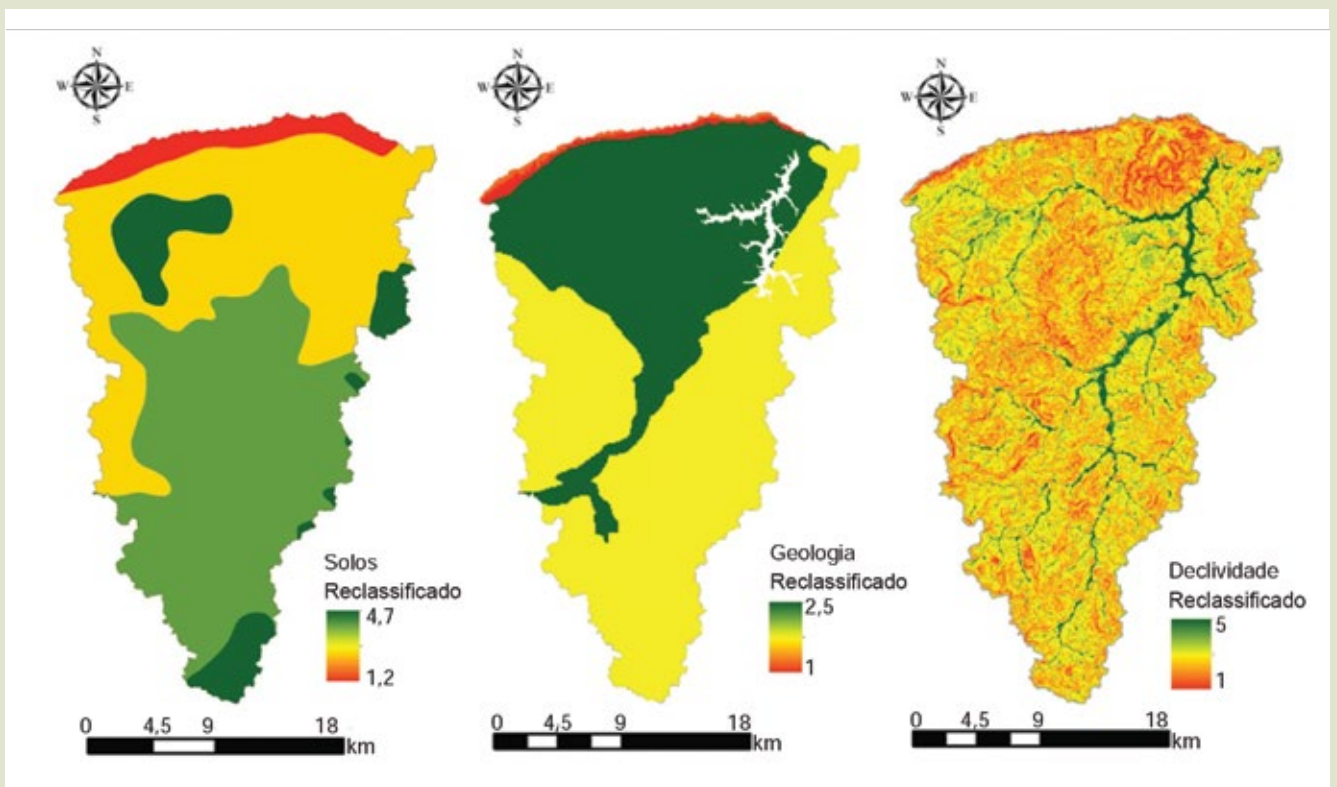 N
W E
S
Solos
Reclassificado
4,7
1,2
0 4,5 9 18
km
N
W E
S
Geologia
Reclassificado
2,5
1
0 4,5 9 18
km
N
W E
S
Declividade
Reclassificado
5
1
0 4,5 9 18
km